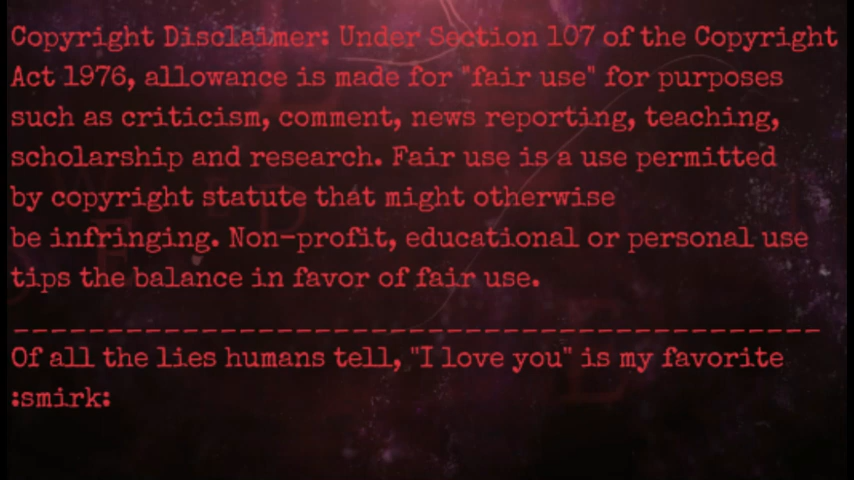 Copyright Disclaimer: Under Section 107 of the Copyright
Act 1976, allowance is made for "fair use" for purposes
such as criticism, comment, news reporting, teaching,
scholarship and research. Fair use is a use permitted
by copyright statute that might otherwise
be infringing. Non-profit, educational or personal use
tips the balance in favor of fair use.
____________________________________________
Of all the lies humans tell, "I love you" is my favorite
:smirk: